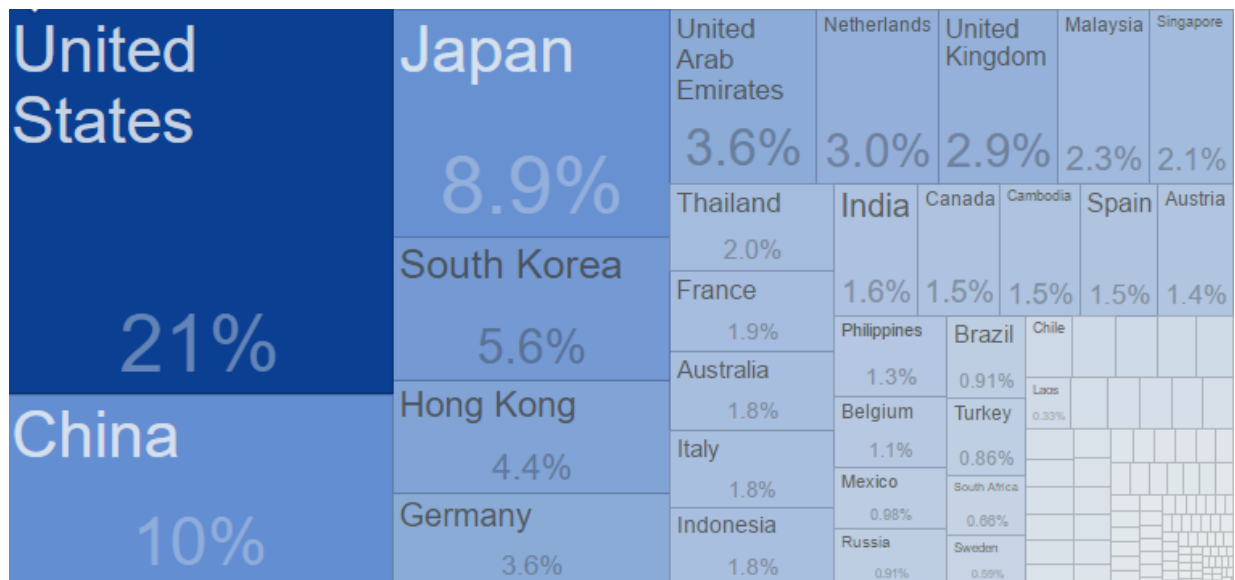 United
States
21%
China
10%
Japan
8.9%
South Korea
5.6%
Hong Kong
4.4%
Germany
3.6%
United
Arab
Emirates
3.6%
Netherlands
3.0%
United
Kingdom
2.9%
Malaysia
2.3%
Singapore
2.1%
Thailand
2.0%
France
1.9%
Australia
1.8%
Italy
1.8%
Indonesia
1.8%
India
1.6%
Canada
1.5%
Cambodia
1.5%
Spain
1.5%
Austria
1.4%
Philippines
1.3%
Belgium
1.1%
Mexico
0.98%
Russia
0.91%
Brazil
0.91%
Turkey
0.86%
South Africa
0.66%
Sweden
0.59%
Chile
Laos
0.33%